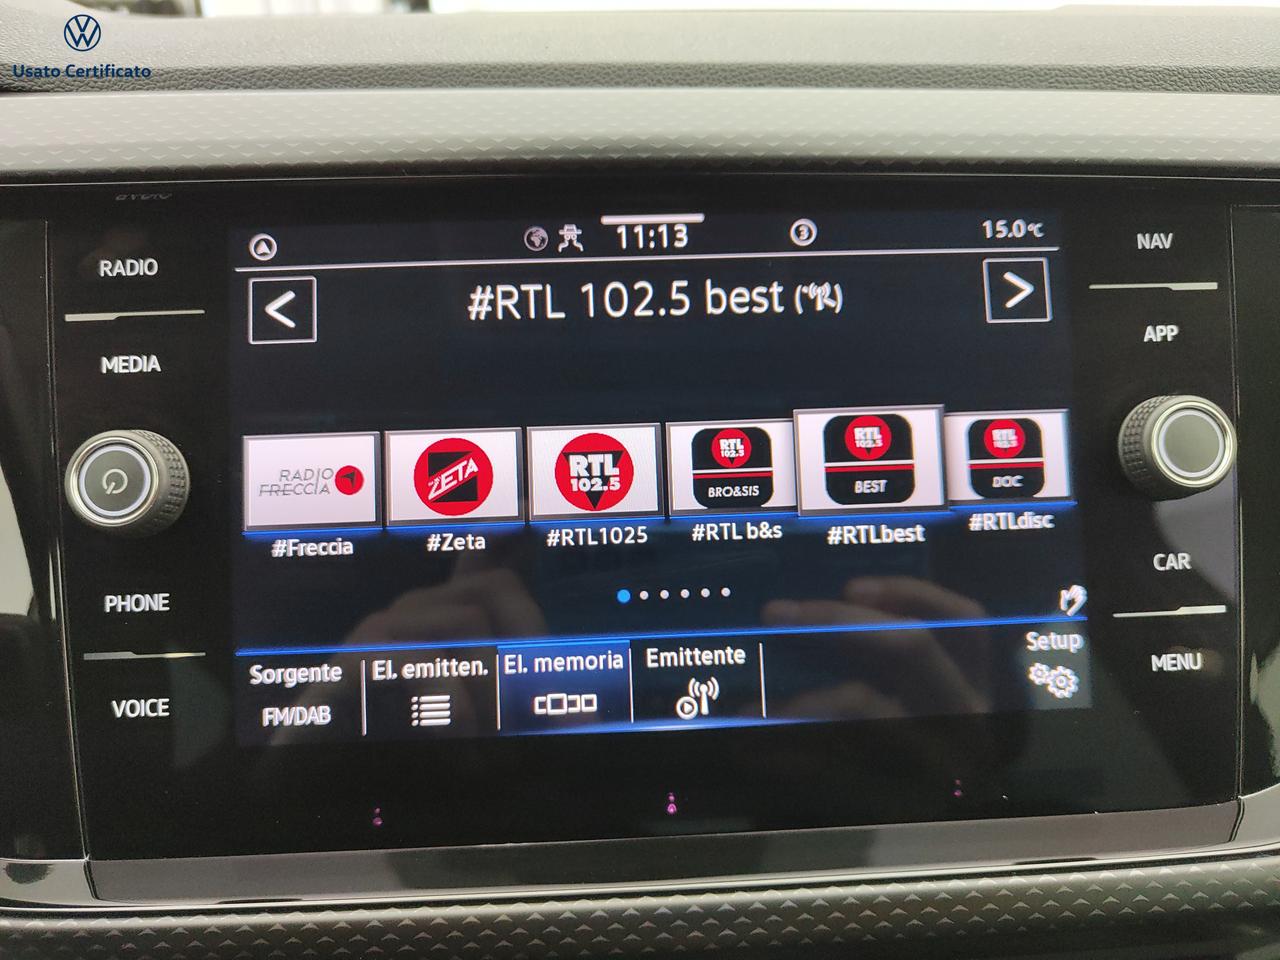 Usato Certificato
RADIO
MEDIA
PHONE
VOICE
11:13
3
15.0°C
#RTL 102.5 best
RADIO
FRECCIA
ZETA
RTL
102.5
RTL
102.5
BRO&SIS
RTL
102.5
BEST
RTL
102.5
DOC
#Freccia
#Zeta
#RTL1025
#RTL b&s
#RTLbest
#RTLdisc
Sorgente
FM/DAB
El. emitten.
El. memoria
Emittente
Setup
NAV
APP
CAR
MENU